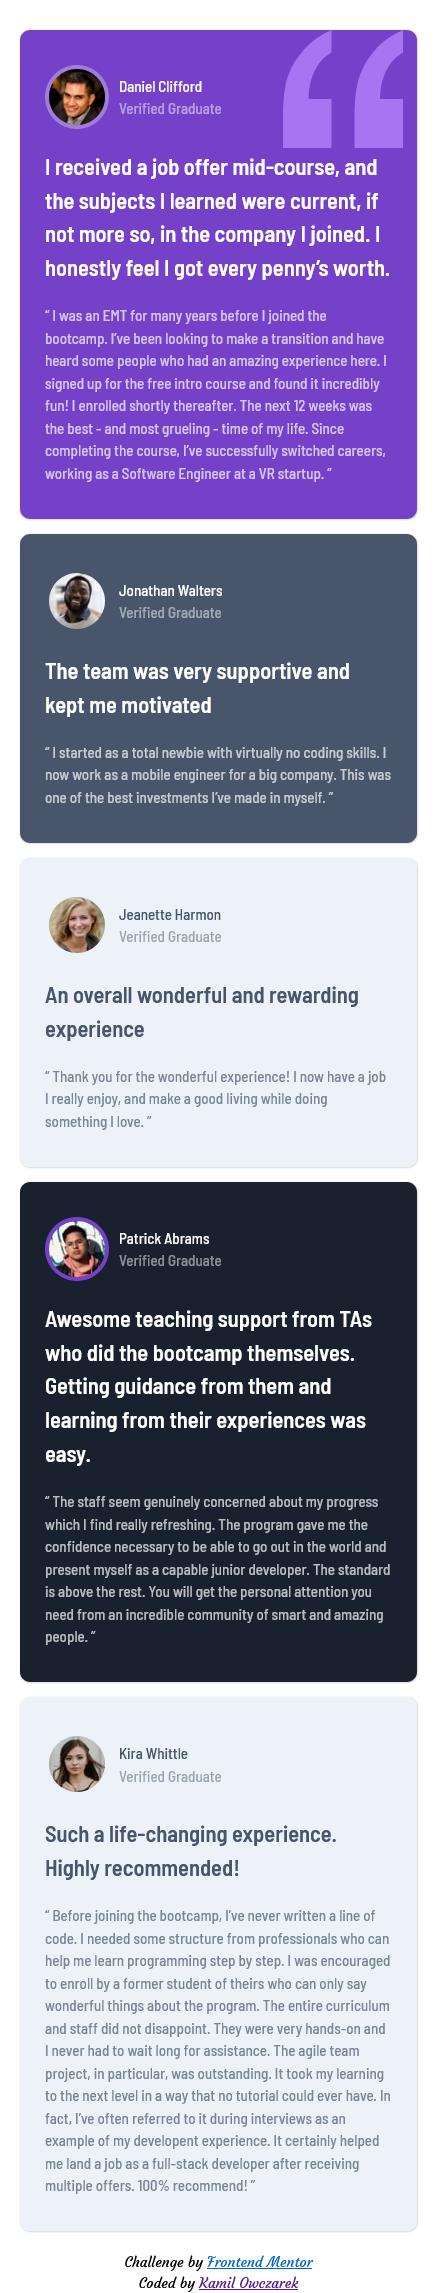 Daniel Clifford
Verified Graduate
I received a job offer mid-course, and
the subjects I learned were current, if
not more so, in the company I joined. I
honestly feel I got every penny’s worth.
“ I was an EMT for many years before I joined the
bootcamp. I’ve been looking to make a transition and have
heard some people who had an amazing experience here. I
signed up for the free intro course and found it incredibly
fun! I enrolled shortly thereafter. The next 12 weeks was
the best - and most grueling - time of my life. Since
completing the course, I’ve successfully switched careers,
working as a Software Engineer at a VR startup. ”
Jonathan Walters
Verified Graduate
The team was very supportive and
kept me motivated
“ I started as a total newbie with virtually no coding skills. I
now work as a mobile engineer for a big company. This was
one of the best investments I’ve made in myself. ”
Jeanette Harmon
Verified Graduate
An overall wonderful and rewarding
experience
“ Thank you for the wonderful experience! I now have a job
I really enjoy, and make a good living while doing
something I love. ”
Patrick Abrams
Verified Graduate
Awesome teaching support from TAs
who did the bootcamp themselves.
Getting guidance from them and
learning from their experiences was
easy.
“ The staff seem genuinely concerned about my progress
which I find really refreshing. The program gave me the
confidence necessary to be able to go out in the world and
present myself as a capable junior developer. The standard
is above the rest. You will get the personal attention you
need from an incredible community of smart and amazing
people. ”
Kira Whittle
Verified Graduate
Such a life-changing experience.
Highly recommended!
“ Before joining the bootcamp, I’ve never written a line of
code. I needed some structure from professionals who can
help me learn programming step by step. I was encouraged
to enroll by a former student of theirs who can only say
wonderful things about the program. The entire curriculum
and staff did not disappoint. They were very hands-on and
I never had to wait long for assistance. The agile team
project, in particular, was outstanding. It took my learning
to the next level in a way that no tutorial could ever have. In
fact, I’ve often referred to it during interviews as an
example of my developent experience. It certainly helped
me land a job as a full-stack developer after receiving
multiple offers. 100% recommend! ”
Challenge by Frontend Mentor
Coded by Kamil Owczarek